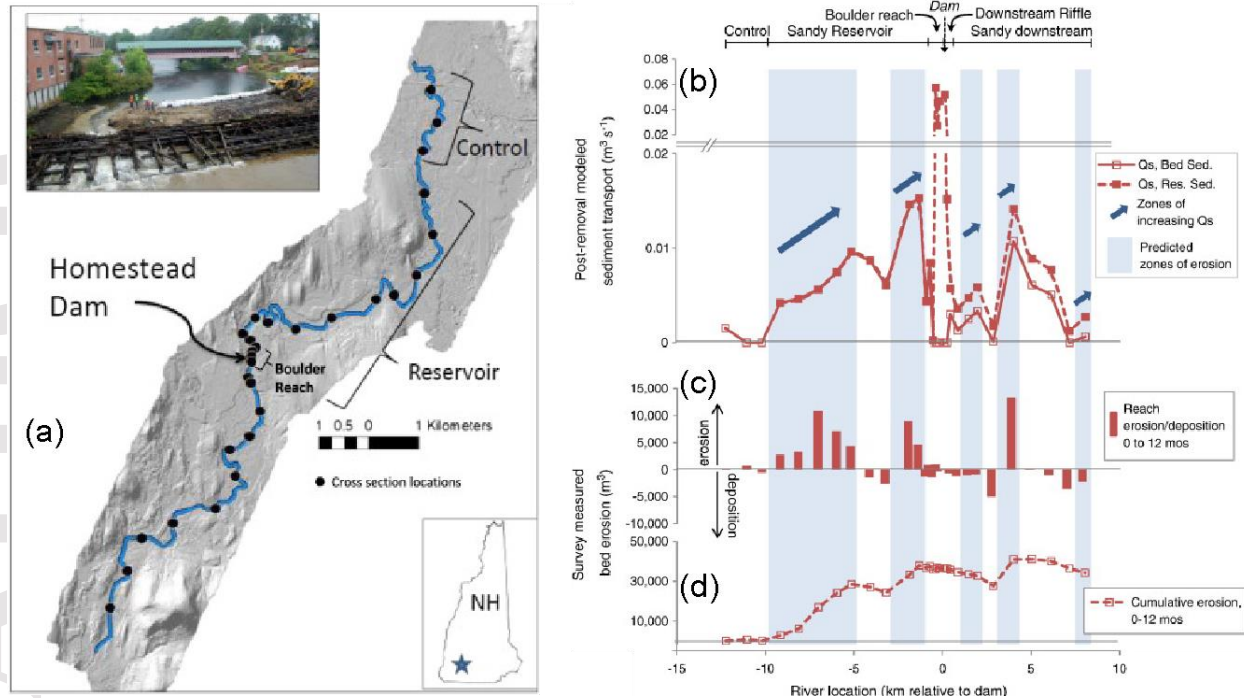 (a)
Control
Homestead
Dam
Boulder
Reach
Reservoir
1 0.5 0 1 Kilometers
Cross section locations
NH
Dam
Boulder reach
Downstream Riffle
Control
Sandy Reservoir
Sandy downstream
(b)
Post-removal modeled
sediment transport (m³ s⁻¹)
0.08
0.06
0.04
0.02
0.02
0.01
0
Qs, Bed Sed.
Qs, Res. Sed.
Zones of
increasing Qs
Predicted
zones of erosion
(c)
Survey measured
bed erosion (m³)
15,000
10,000
5,000
0
-5,000
-10,000
erosion
deposition
Reach
erosion/deposition
0 to 12 mos
(d)
50,000
30,000
10,000
Cumulative erosion,
0-12 mos
-15 -10 -5 0 5 10
River location (km relative to dam)